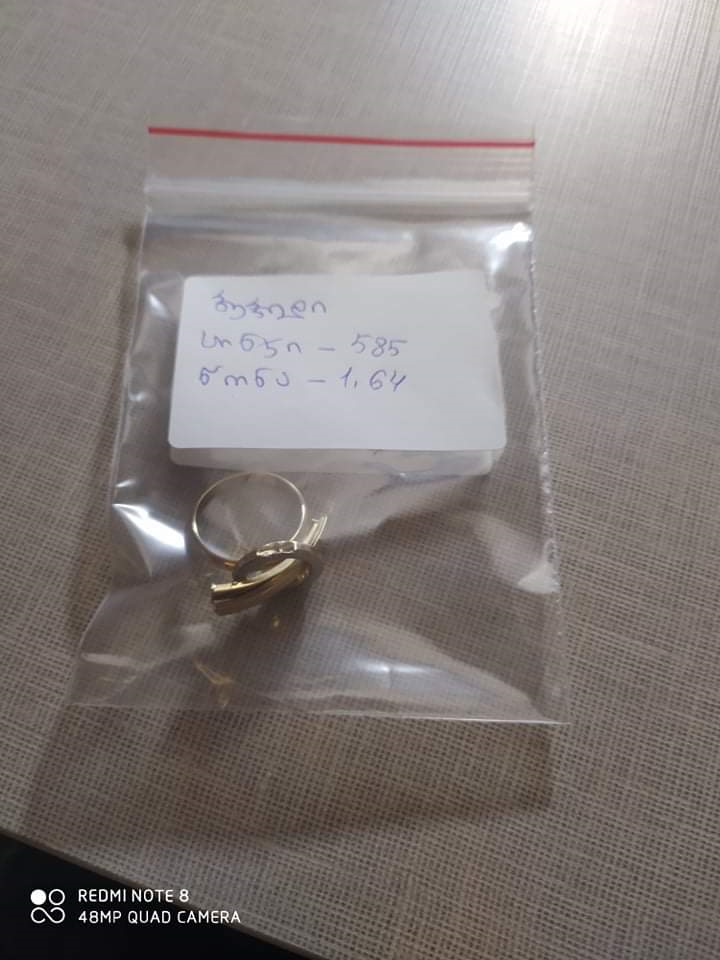 ბეჭედი
სინჯი – 585
წონა – 1.64
REDMI NOTE 8
48MP QUAD CAMERA